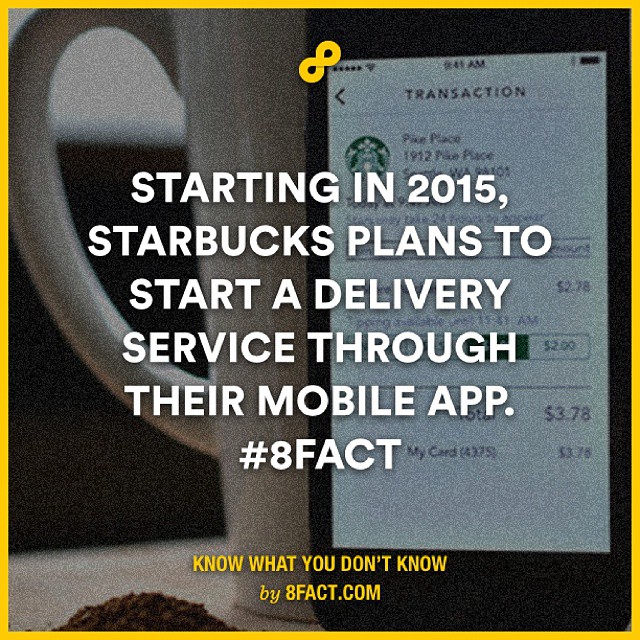 9:41 AM
TRANSACTION
Pike Place
1912 Pike Place
STARTING IN 2015,
STARBUCKS PLANS TO
START A DELIVERY
SERVICE THROUGH
THEIR MOBILE APP.
#8FACT
$2.78
$2.00
$3.78
My Card (4375)
$3.78
KNOW WHAT YOU DON'T KNOW
by 8FACT.COM